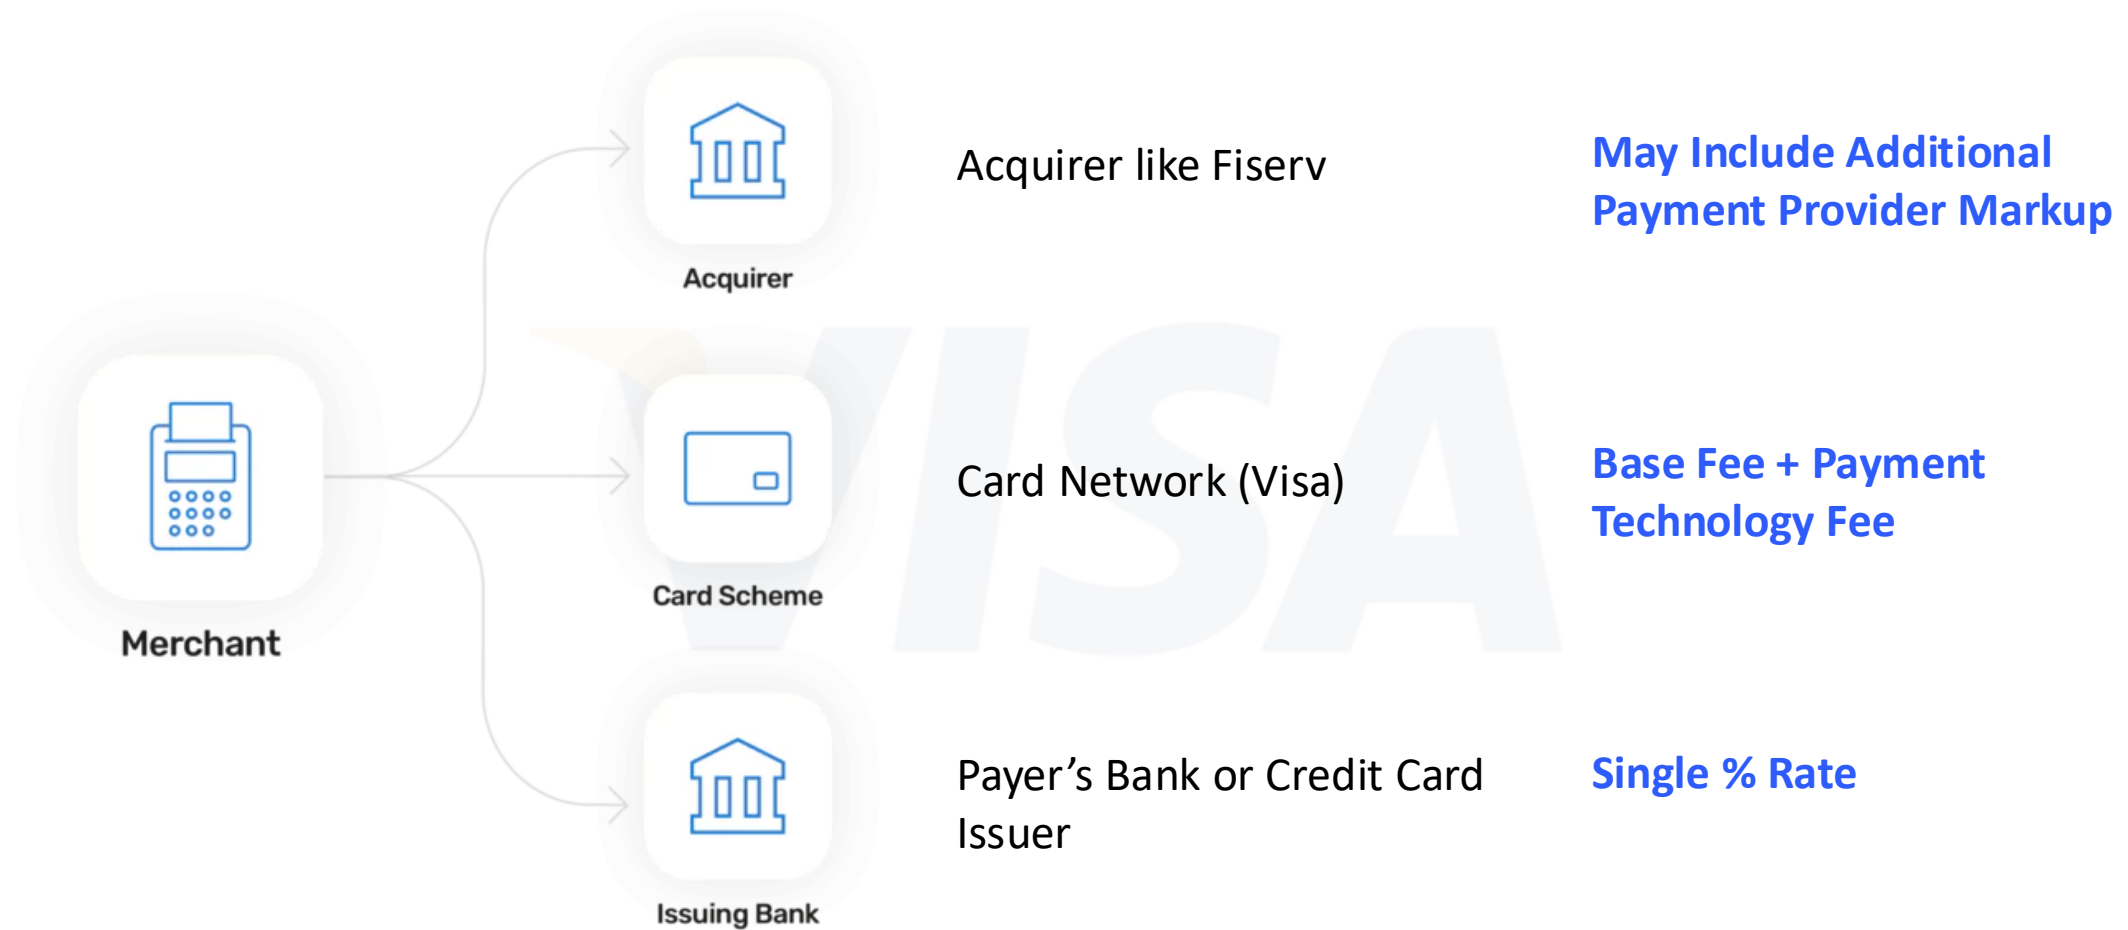 Acquirer like Fiserv
May Include Additional
Payment Provider Markup
Acquirer
VISA
Card Network (Visa)
Base Fee + Payment
Technology Fee
Card Scheme
Merchant
Payer’s Bank or Credit Card
Issuer
Single % Rate
Issuing Bank